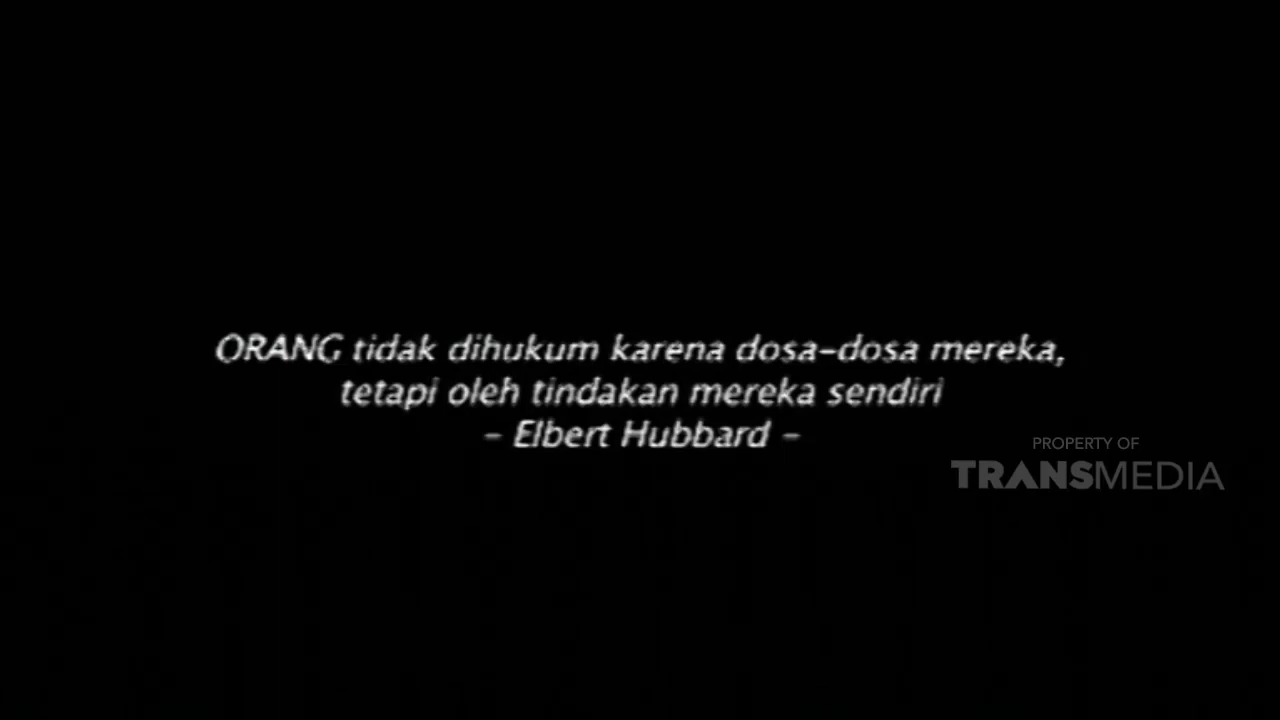 ORANG tidak dihukum karena dosa-dosa mereka,
tetapi oleh tindakan mereka sendiri
- Elbert Hubbard -
PROPERTY OF
TRANSMEDIA